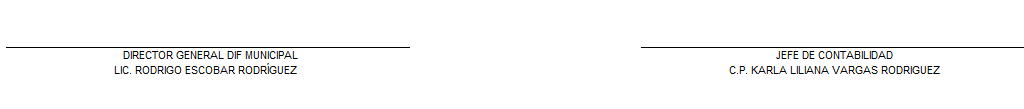 DIRECTOR GENERAL DIF MUNICIPAL
LIC. RODRIGO ESCOBAR RODRÍGUEZ
JEFE DE CONTABILIDAD
C.P. KARLA LILIANA VARGAS RODRIGUEZ